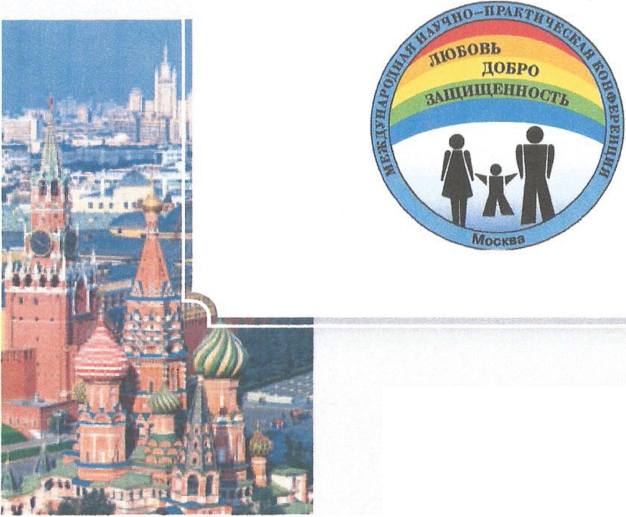 МЕЖДУНАРОДНАЯ НАУЧНО-ПРАКТИЧЕСКАЯ КОНФЕРЕНЦИЯ
ЛЮБОВЬ
ДОБРО
ЗАЩИЩЕННОСТЬ
Москва